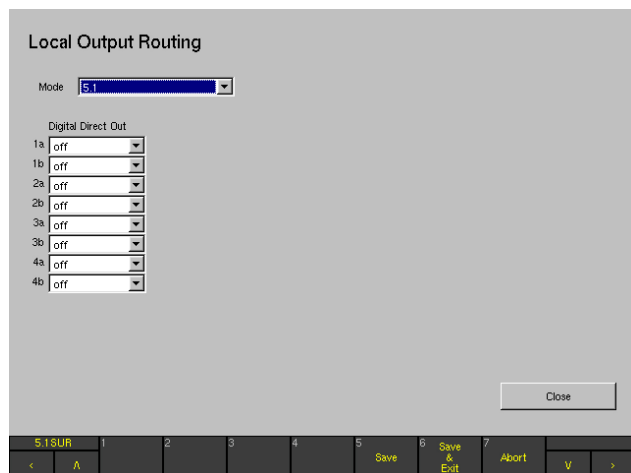 Local Output Routing
Mode 5.1
Digital Direct Out
1a off
1b off
2a off
2b off
3a off
3b off
4a off
4b off
Close
5.1SUR 1 2 3 4 5 Save 6 Save & Exit 7 Abort
< Λ V >